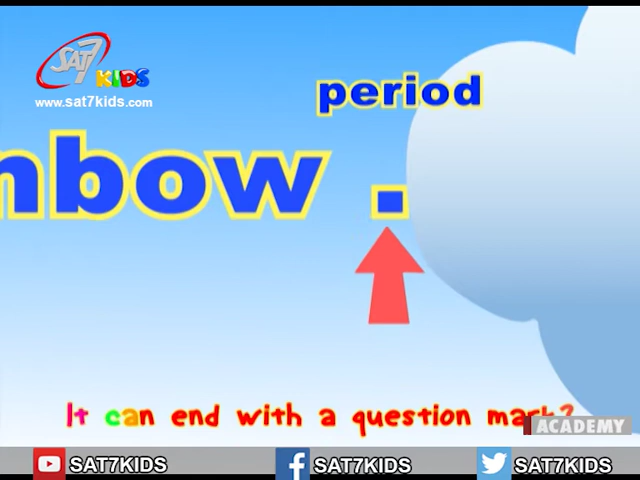 SAT7
KIDS
www.sat7kids.com
period
nbow .
It can end with a question mark?
ACADEMY
SAT7KIDS
SAT7KIDS
SAT7KIDS